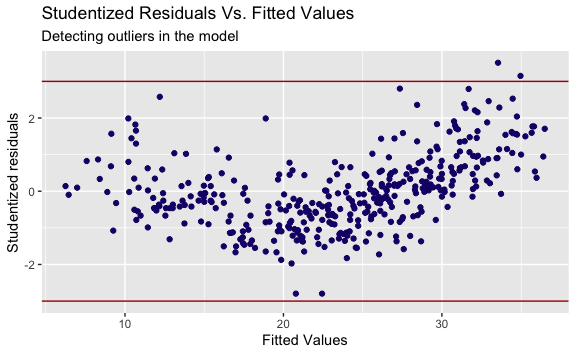 Studentized Residuals Vs. Fitted Values
Detecting outliers in the model
Studentized residuals
2
0
-2
10 20 30
Fitted Values